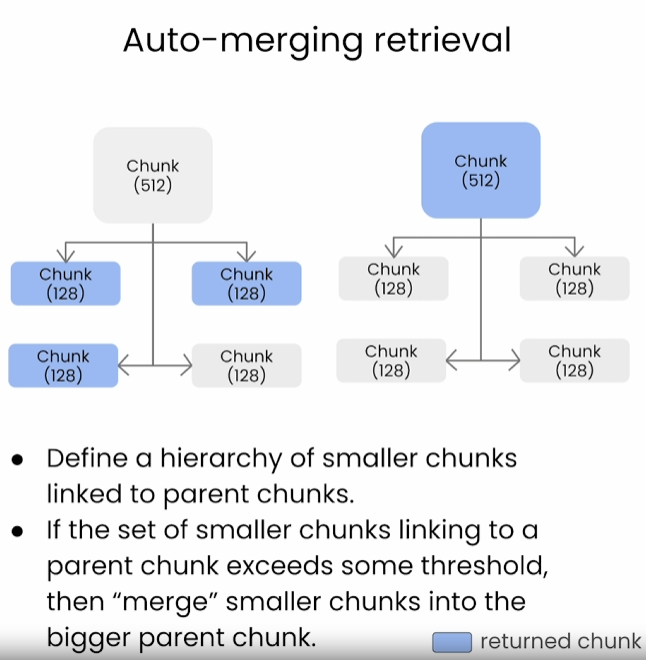 Auto-merging retrieval
Chunk
(512)
Chunk
(512)
Chunk
(128)
Chunk
(128)
Chunk
(128)
Chunk
(128)
Chunk
(128)
Chunk
(128)
Chunk
(128)
Chunk
(128)
● Define a hierarchy of smaller chunks
linked to parent chunks.
● If the set of smaller chunks linking to a
parent chunk exceeds some threshold,
then “merge” smaller chunks into the
bigger parent chunk.
returned chunk